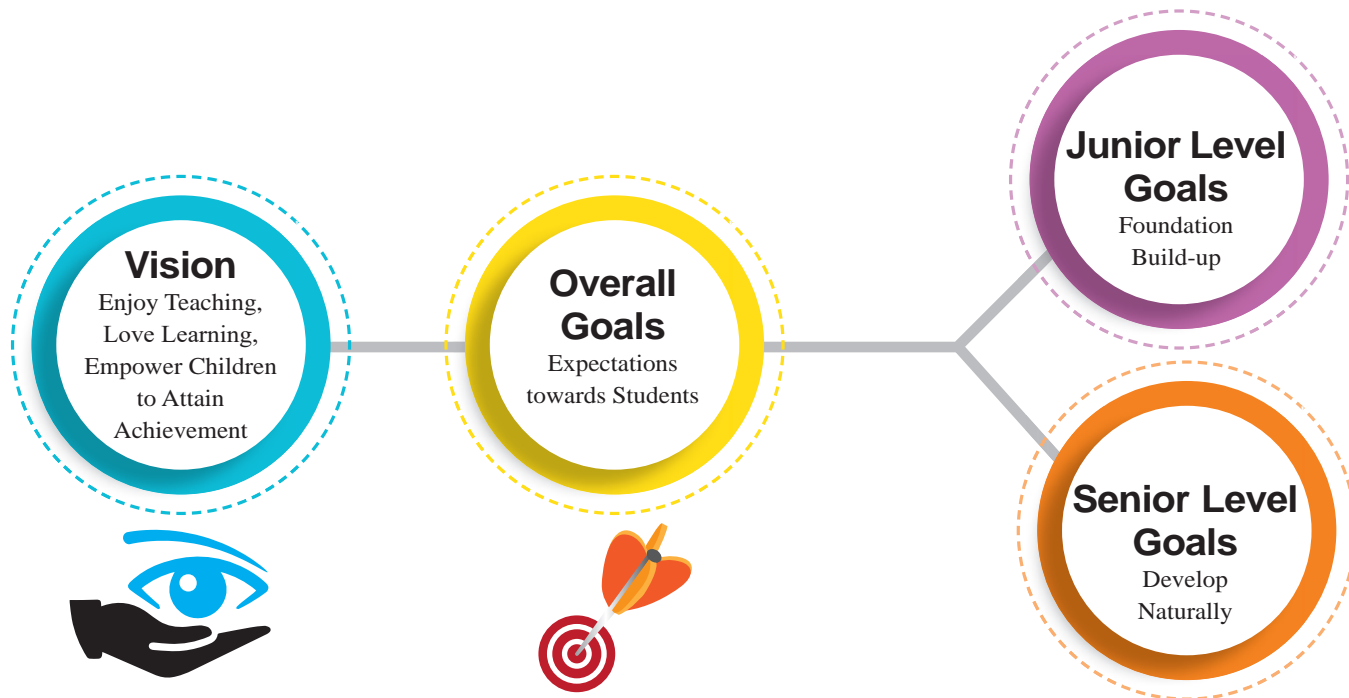 Vision
Enjoy Teaching,
Love Learning,
Empower Children
to Attain
Achievement
Overall
Goals
Expectations
towards Students
Junior Level
Goals
Foundation
Build-up
Senior Level
Goals
Develop
Naturally